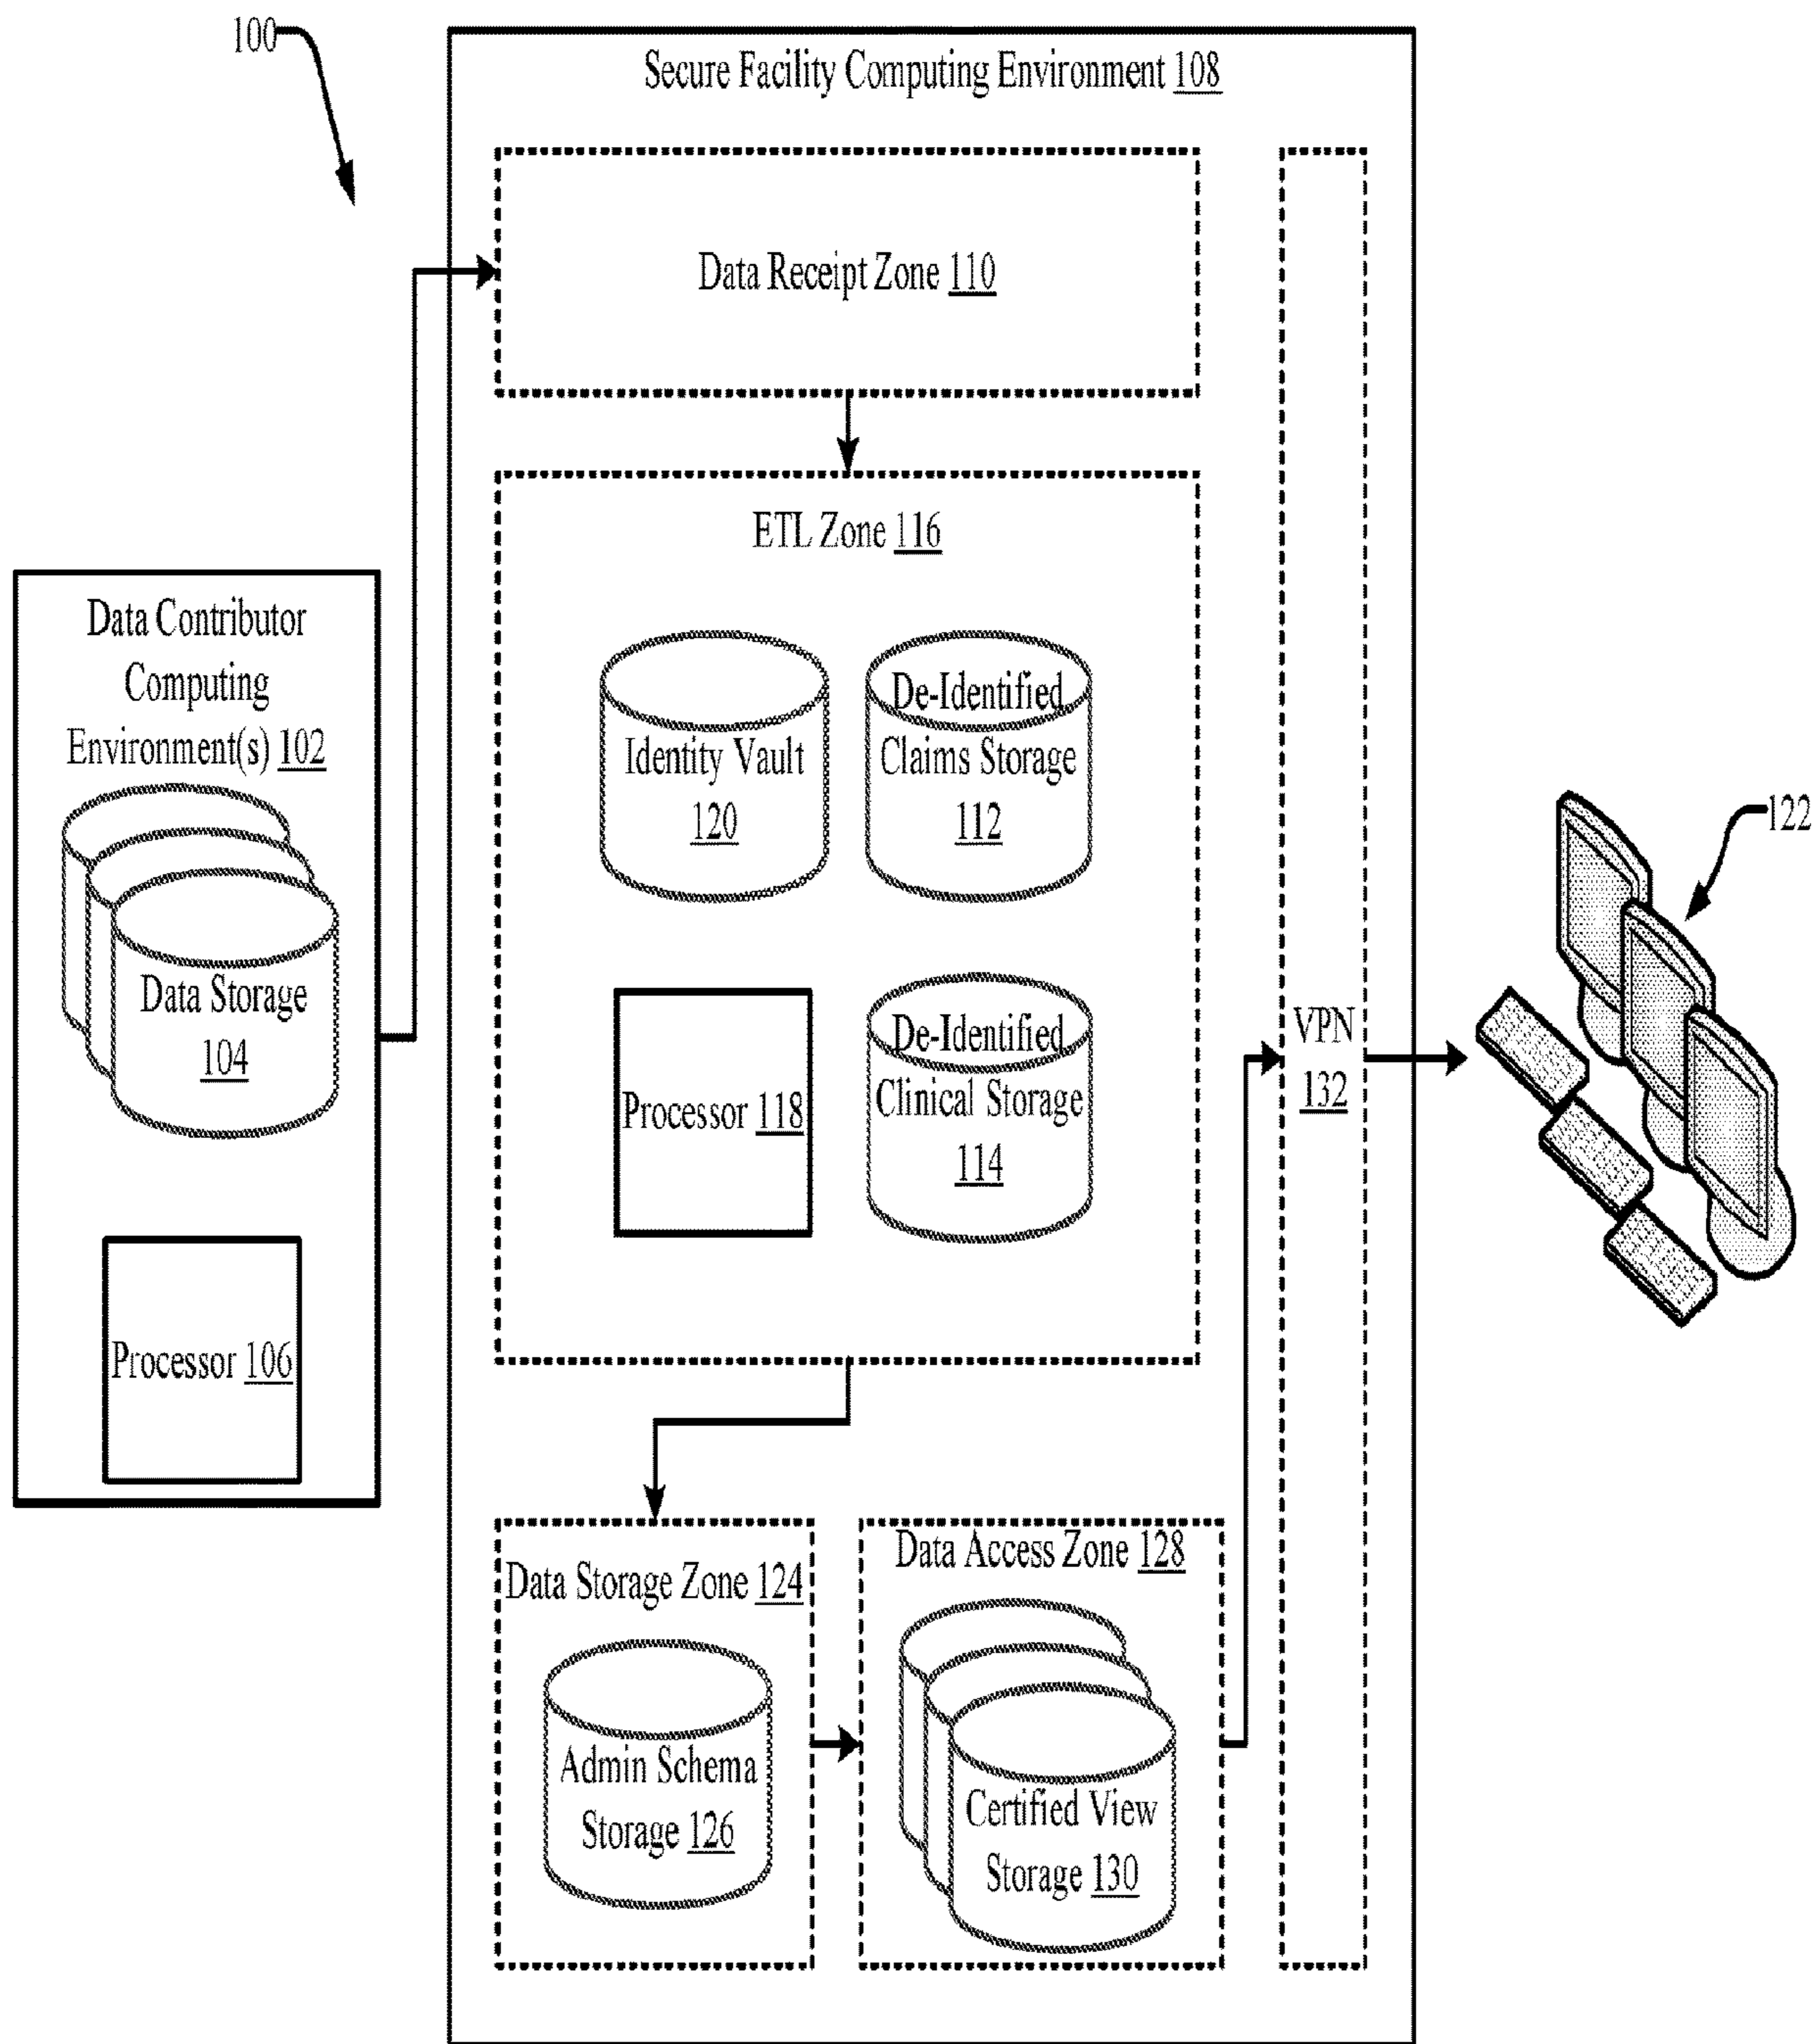 100
Secure Facility Computing Environment 108
Data Receipt Zone 110
ETL Zone 116
Data Contributor
Computing
Environment(s) 102
Data Storage
104
Processor 106
Identity Vault
120
De-Identified
Claims Storage
112
Processor 118
De-Identified
Clinical Storage
114
122
VPN
132
Data Storage Zone 124
Admin Schema
Storage 126
Data Access Zone 128
Certified View
Storage 130